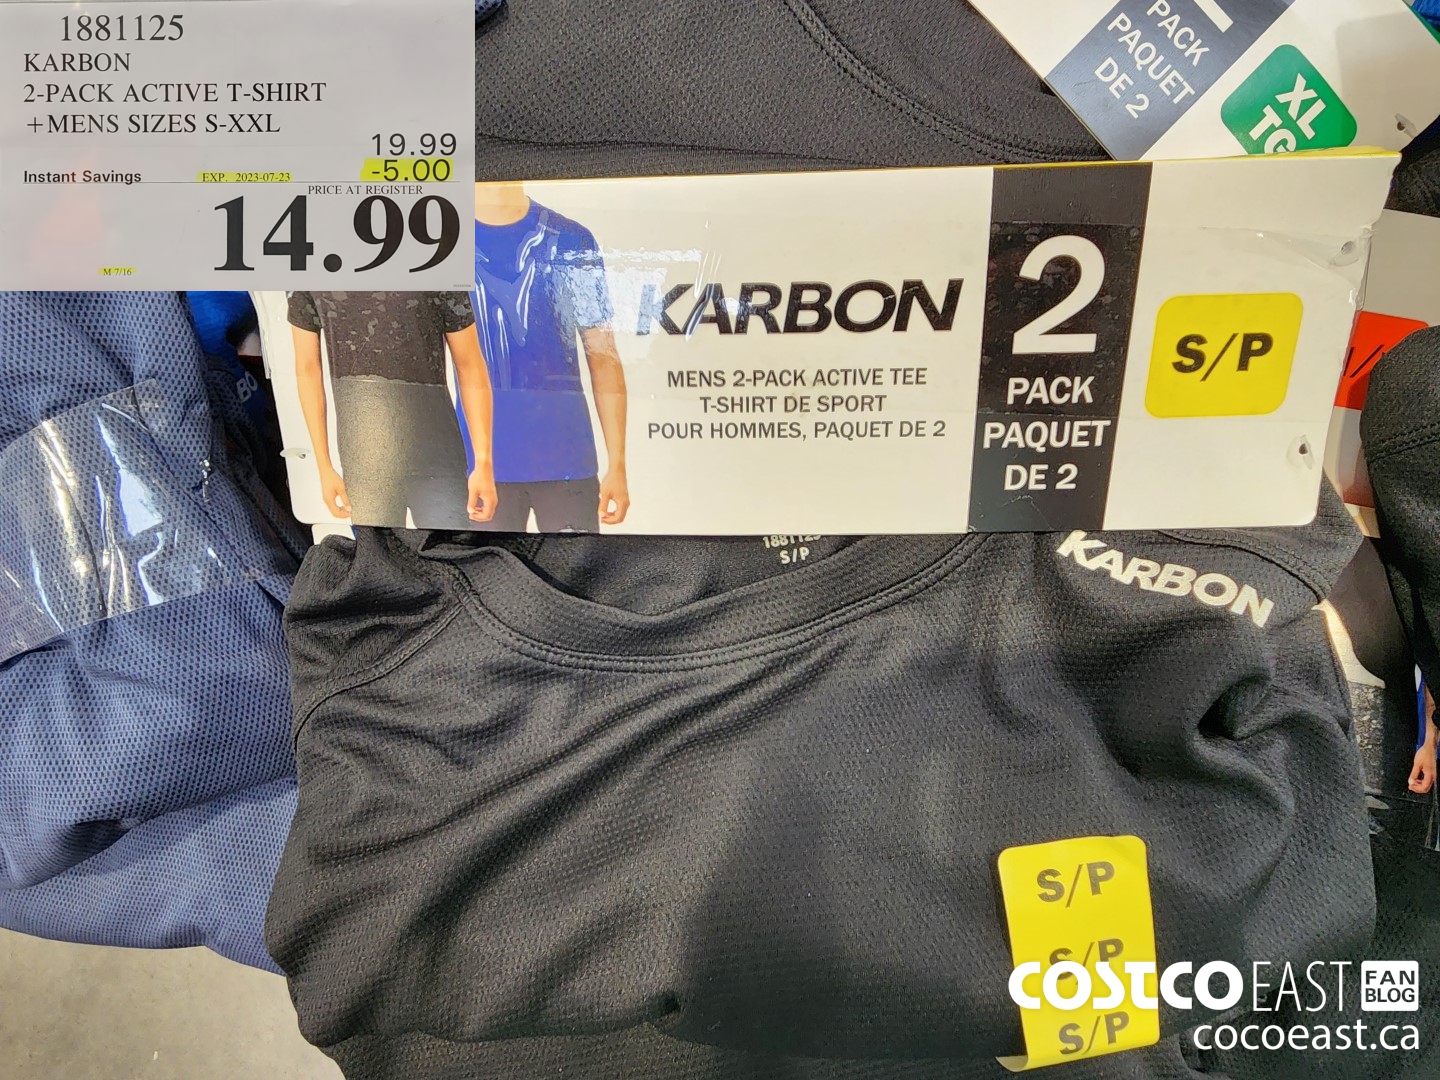 1881125
KARBON
2-PACK ACTIVE T-SHIRT
+MENS SIZES S-XXL
19.99
-5.00
Instant Savings
EXP. 2023-07-23
PRICE AT REGISTER
14.99
M 7/16
PACK
PAQUET
DE 2
XL
TG
KARBON
MENS 2-PACK ACTIVE TEE
T-SHIRT DE SPORT
POUR HOMMES, PAQUET DE 2
2
PACK
PAQUET
DE 2
S/P
S/P
KARBON
S/P
S/P
S/P
COSTCO EAST FAN BLOG
cocoeast.ca